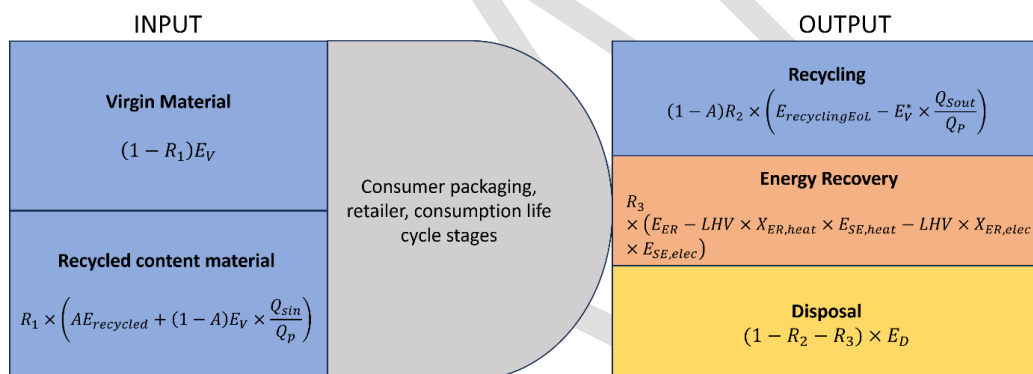 INPUT
OUTPUT
Virgin Material
(1 − R₁)E_V
Recycled content material
R₁ × (AE_recycled + (1 − A)E_V × Q_sin/Q_p)
Consumer packaging,
retailer, consumption life
cycle stages
Recycling
(1 − A)R₂ × (E_recyclingEoL − E_V^* × Q_Sout/Q_P)
Energy Recovery
R₃
× (E_ER − LHV × X_ER,heat × E_SE,heat − LHV × X_ER,elec
× E_SE,elec)
Disposal
(1 − R₂ − R₃) × E_D